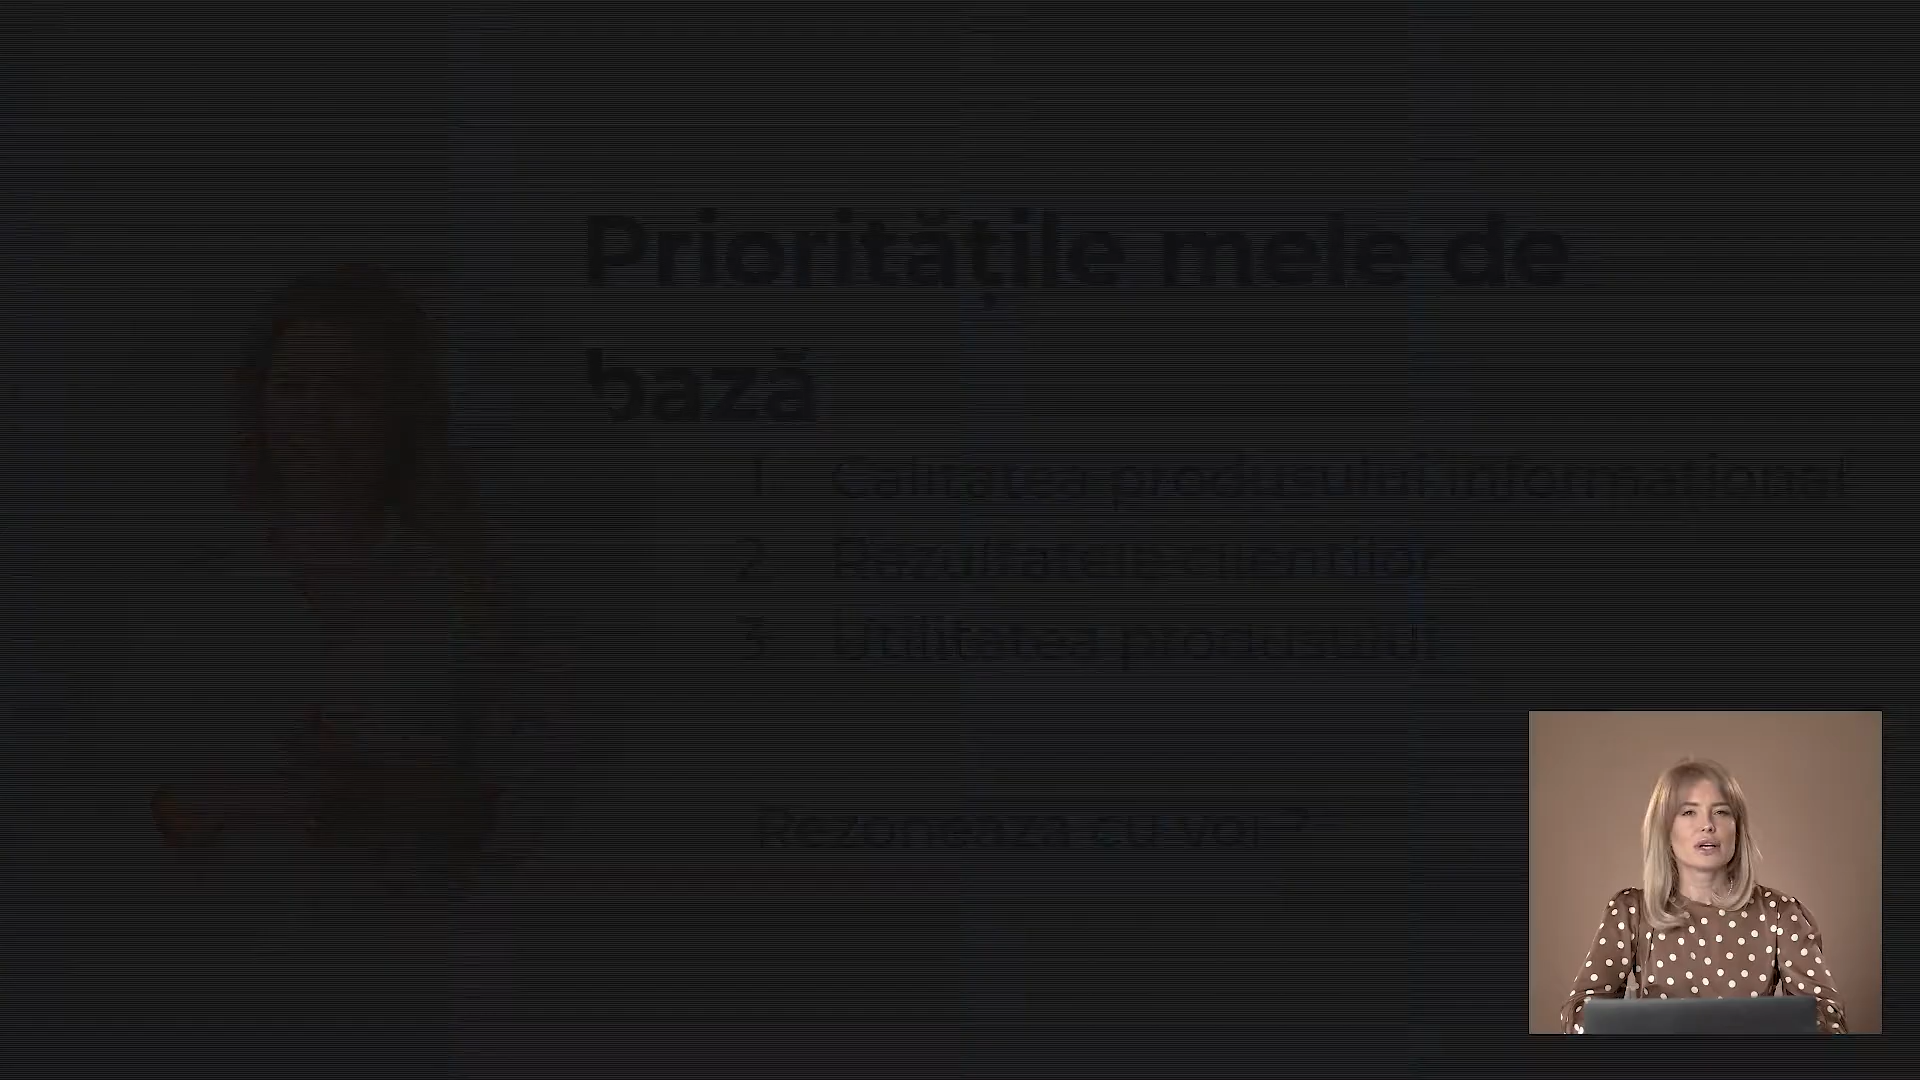 Prioritățile mele de
bază
1. Calitatea produsului informațional
2. Rezultatele clienților
3. Utilitatea produsului
Rezonează cu voi ?